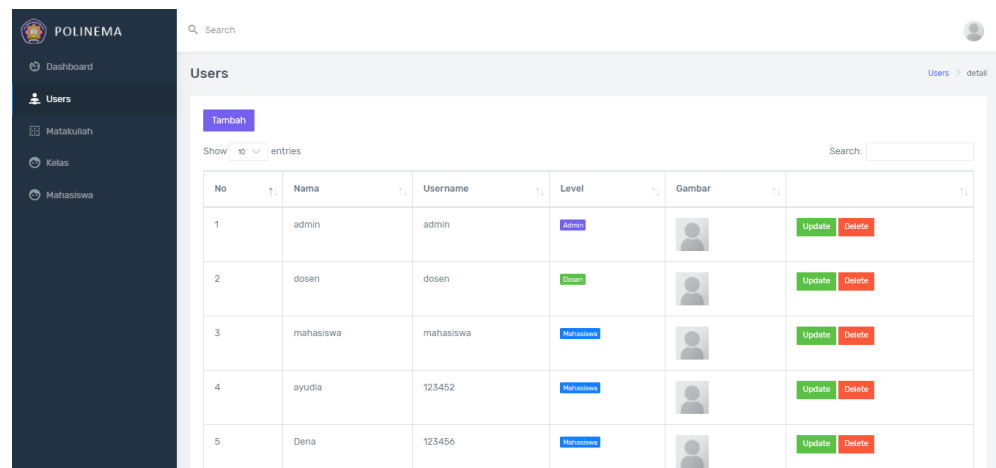 POLINEMA
Search
Dashboard
Users
Matakuliah
Kelas
Mahasiswa
Users
Users > detail
Tambah
Show 10 entries
Search:
No Nama Username Level Gambar
1 admin admin Admin Update Delete
2 dosen dosen Dosen Update Delete
3 mahasiswa mahasiswa Mahasiswa Update Delete
4 ayudia 123452 Mahasiswa Update Delete
5 Dena 123456 Mahasiswa Update Delete